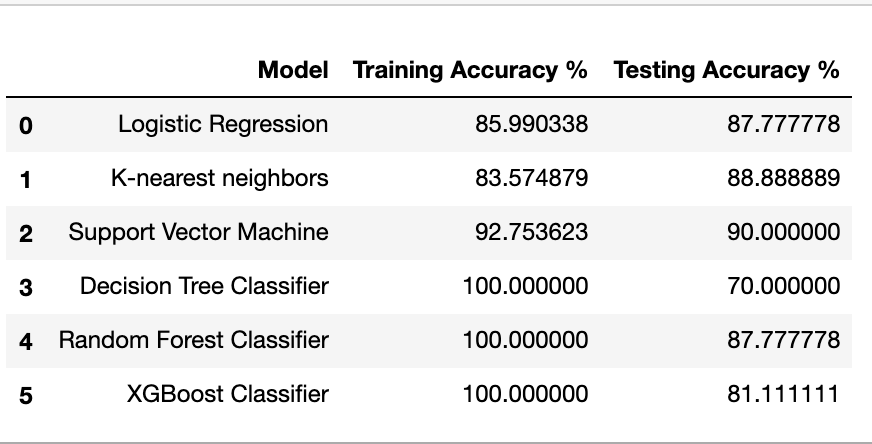 Model Training Accuracy % Testing Accuracy %
0 Logistic Regression 85.990338 87.777778
1 K-nearest neighbors 83.574879 88.888889
2 Support Vector Machine 92.753623 90.000000
3 Decision Tree Classifier 100.000000 70.000000
4 Random Forest Classifier 100.000000 87.777778
5 XGBoost Classifier 100.000000 81.111111